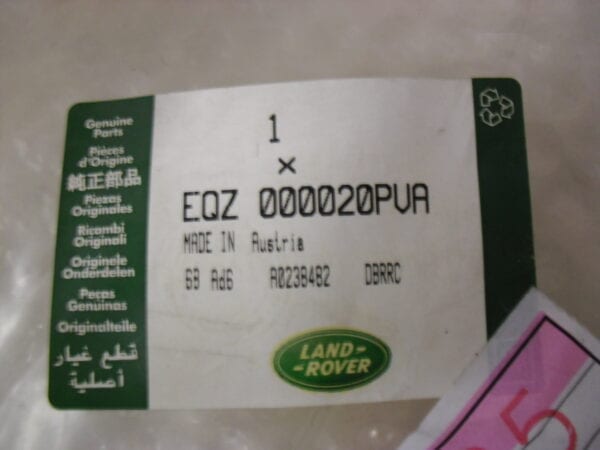 Genuine
Parts
Pièces
d'Origine
純正部品
Piezas
Originales
Ricambi
Originali
Originele
Onderdelen
Peças
Genuinas
Originalteile
قطع غيار
أصلية
1
×
EQZ 000020PVA
MADE IN Austria
6B Ad6 A0238482 DBRRC
LAND-
-ROVER
5